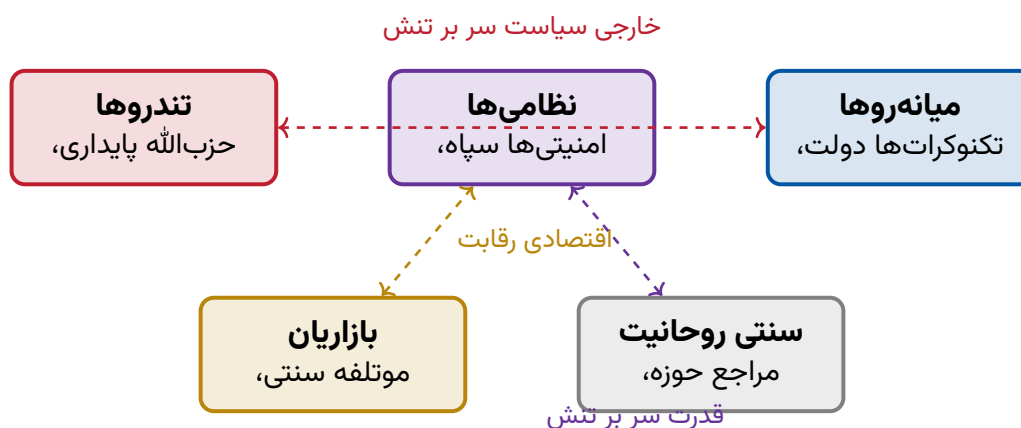 خارجی سیاست سر بر تنش
میانه‌روها
تکنوکرات‌ها دولت،
نظامی‌ها
امنیتی‌ها سپاه،
تندروها
حزب‌الله پایداری،
اقتصادی رقابت
سنتی روحانیت
مراجع حوزه،
بازاریان
موتلفه سنتی،
قدرت سر بر تنش